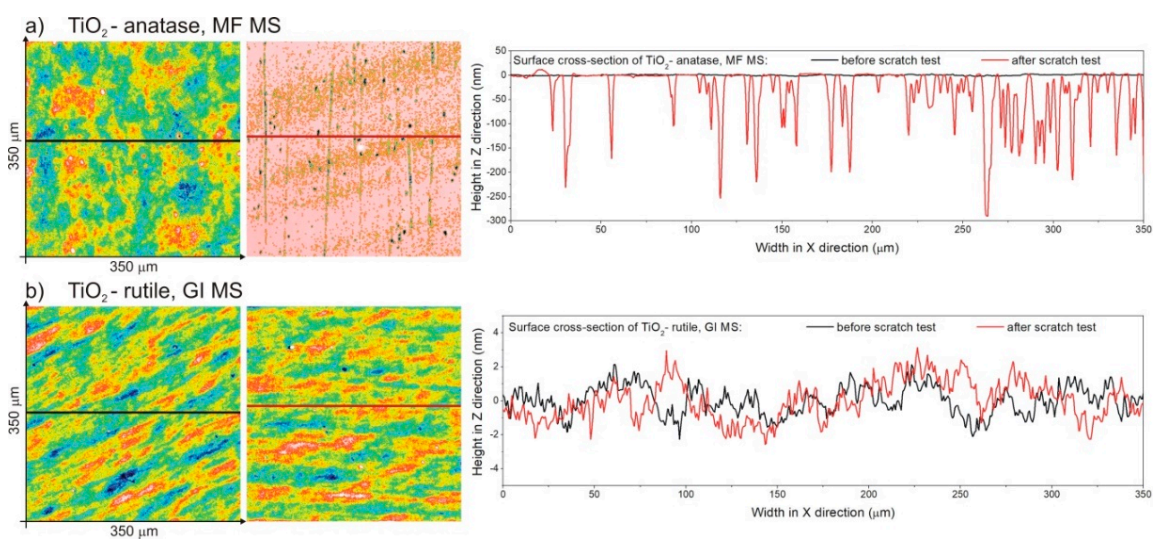 a) TiO2- anatase, MF MS
350 µm
350 µm
Surface cross-section of TiO2- anatase, MF MS: before scratch test after scratch test
Height in Z direction (nm)
50
0
-50
-100
-150
-200
-250
-300
0 50 100 150 200 250 300 350
Width in X direction (µm)
b) TiO2- rutile, GI MS
350 µm
350 µm
Surface cross-section of TiO2- rutile, GI MS: before scratch test after scratch test
Height in Z direction (nm)
4
2
0
-2
-4
0 50 100 150 200 250 300 350
Width in X direction (µm)